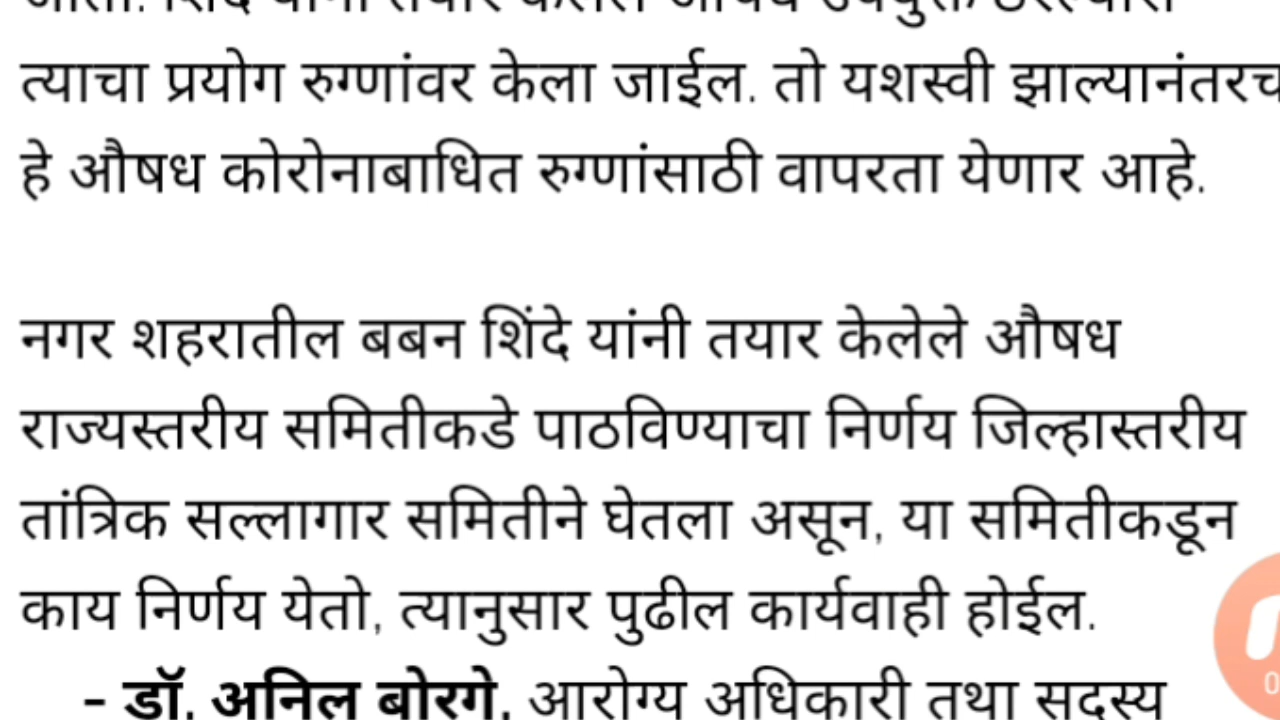 त्याचा प्रयोग रुग्णांवर केला जाईल. तो यशस्वी झाल्यानंतरच
हे औषध कोरोनाबाधित रुग्णांसाठी वापरता येणार आहे.
नगर शहरातील बबन शिंदे यांनी तयार केलेले औषध
राज्यस्तरीय समितीकडे पाठविण्याचा निर्णय जिल्हास्तरीय
तांत्रिक सल्लागार समितीने घेतला असून, या समितीकडून
काय निर्णय येतो, त्यानुसार पुढील कार्यवाही होईल.
- डॉ. अनिल बोरगे, आरोग्य अधिकारी तथा सदस्य